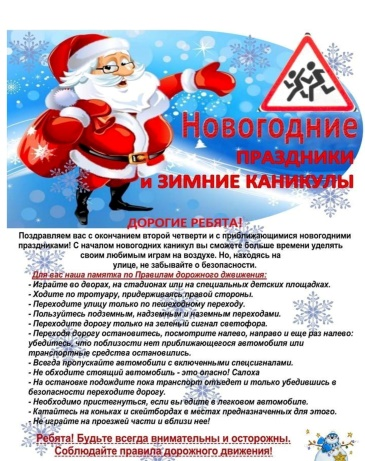 Новогодние
ПРАЗДНИКИ
и ЗИМНИЕ КАНИКУЛЫ
ДОРОГИЕ РЕБЯТА!
Поздравляем вас с окончанием второй четверти и с приближающимися новогодними
праздниками! С началом новогодних каникул вы сможете больше времени уделять
своим любимым играм на воздухе. Но, находясь на
улице, не забывайте о безопасности.
Для вас наша памятка по Правилам дорожного движения:
- Играйте во дворах, на стадионах или на специальных детских площадках.
- Ходите по тротуару, придерживаясь правой стороны.
- Переходите улицу только по пешеходному переходу.
- Пользуйтесь подземным, надземным и наземным переходами.
- Переходите дорогу только на зеленый сигнал светофора.
- Переходя дорогу остановитесь, посмотрите налево, направо и еще раз налево:
убедитесь, что поблизости нет приближающегося автомобиля или
транспортные средства остановились.
- Всегда пропускайте автомобили с включенными спецсигналами.
- Не обходите стоящий автомобиль - это опасно! Салоха
- На остановке подождите пока транспорт отъедет и только убедившись в
безопасности переходите дорогу.
- Необходимо пристегнуться, если вы едите в легковом автомобиле.
- Катайтесь на коньках и скейтбордах в местах предназначенных для этого.
- Не играйте на проезжей части и вблизи нее!
Ребята! Будьте всегда внимательны и осторожны.
Соблюдайте правила дорожного движения!